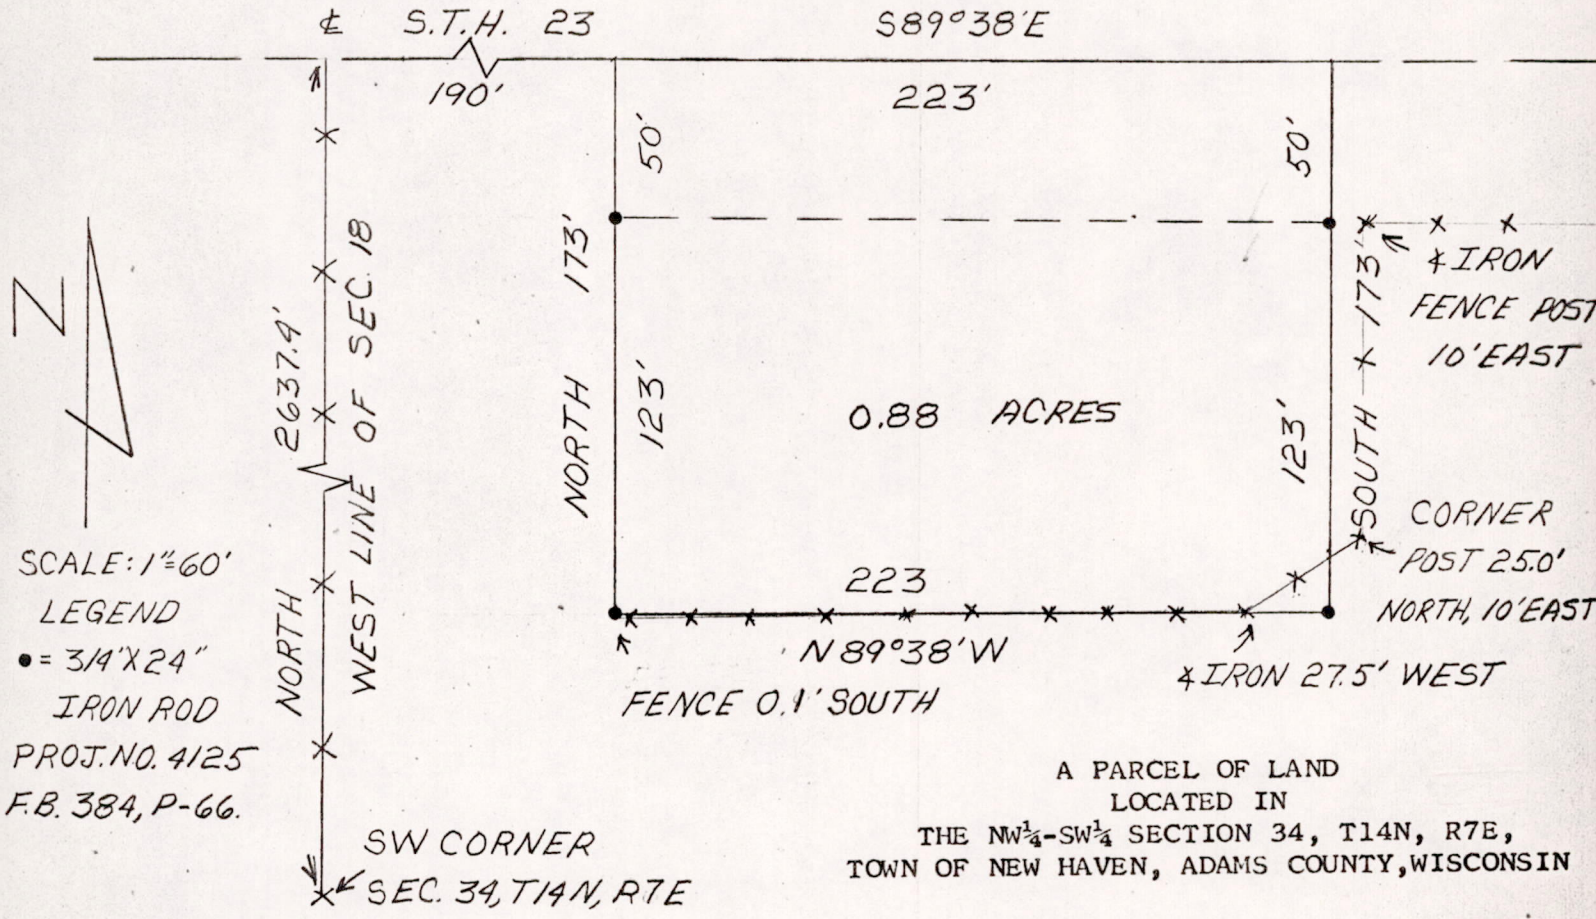 ℄ S.T.H. 23
S89°38'E
190'
223'
50'
50'
173'
NORTH
123'
0.88 ACRES
123'
SOUTH 173'
∡ IRON
FENCE POST
10' EAST
CORNER
POST 25.0'
NORTH, 10' EAST
223
N89°38'W
FENCE 0.1' SOUTH
∡ IRON 27.5' WEST
NORTH 2637.4'
WEST LINE OF SEC. 18
N
SCALE: 1"=60'
LEGEND
● = 3/4"X24"
IRON ROD
PROJ. NO. 4125
F.B. 384, P-66.
SW CORNER
SEC. 34, T14N, R7E
A PARCEL OF LAND
LOCATED IN
THE NW¼-SW¼ SECTION 34, T14N, R7E,
TOWN OF NEW HAVEN, ADAMS COUNTY,WISCONSIN